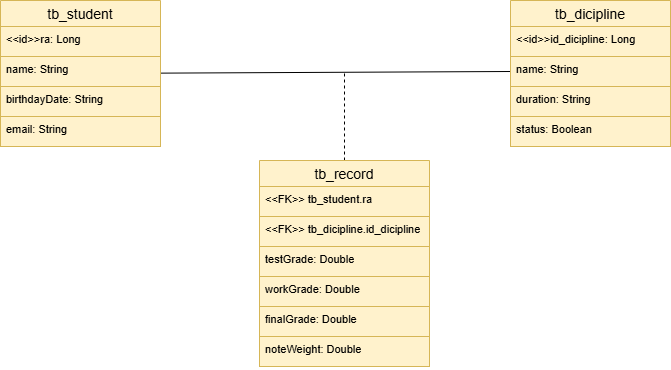 tb_student
<<id>>ra: Long
name: String
birthdayDate: String
email: String
tb_dicipline
<<id>>id_dicipline: Long
name: String
duration: String
status: Boolean
tb_record
<<FK>> tb_student.ra
<<FK>> tb_dicipline.id_dicipline
testGrade: Double
workGrade: Double
finalGrade: Double
noteWeight: Double